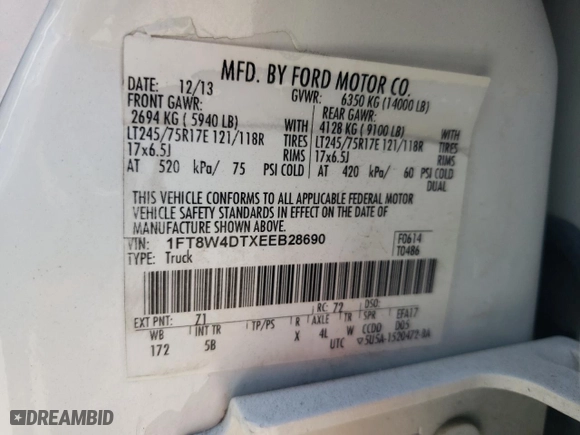 MFD. BY FORD MOTOR CO.
DATE: 12/13 GVWR: 6350 KG (14000 LB)
FRONT GAWR: REAR GAWR:
2694 KG ( 5940 LB) WITH 4128 KG ( 9100 LB) WITH
LT245/75R17E 121/118R TIRES LT245/75R17E 121/118R TIRES
17x6.5J RIMS 17x6.5J RIMS
AT 520 kPa/ 75 PSI COLD AT 420 kPa/ 60 PSI COLD
DUAL
THIS VEHICLE CONFORMS TO ALL APPLICABLE FEDERAL MOTOR
VEHICLE SAFETY STANDARDS IN EFFECT ON THE DATE OF
MANUFACTURE SHOWN ABOVE.
VIN: 1FT8W4DTXEEB28690 F0614
TYPE: Truck T0486
EXT PNT: Z1 RC: 72 DSO:
WB INT TR TP/PS R AXLE TR SPR EFA17
172 5B X 4L W CCDD D05
UTC 5U5A-1520472-BA
DREAMBID